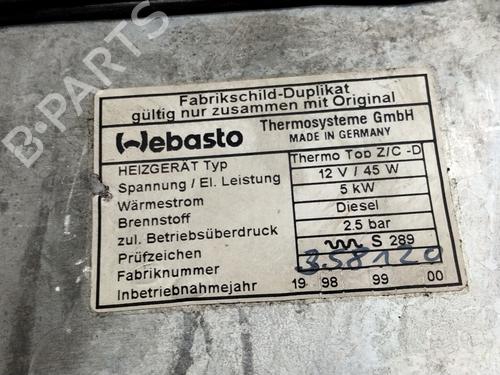 Fabrikschild-Duplikat
gültig nur zusammen mit Original
Webasto Thermosysteme GmbH
MADE IN GERMANY
HEIZGERÄT Typ Thermo Top Z/C -D
Spannung / El. Leistung 12 V / 45 W
Wärmestrom 5 kW
Brennstoff Diesel
zul. Betriebsüberdruck 2.5 bar
Prüfzeichen S 289
Fabriknummer 358120
Inbetriebnahmejahr 19 98 99 00
B-PARTS